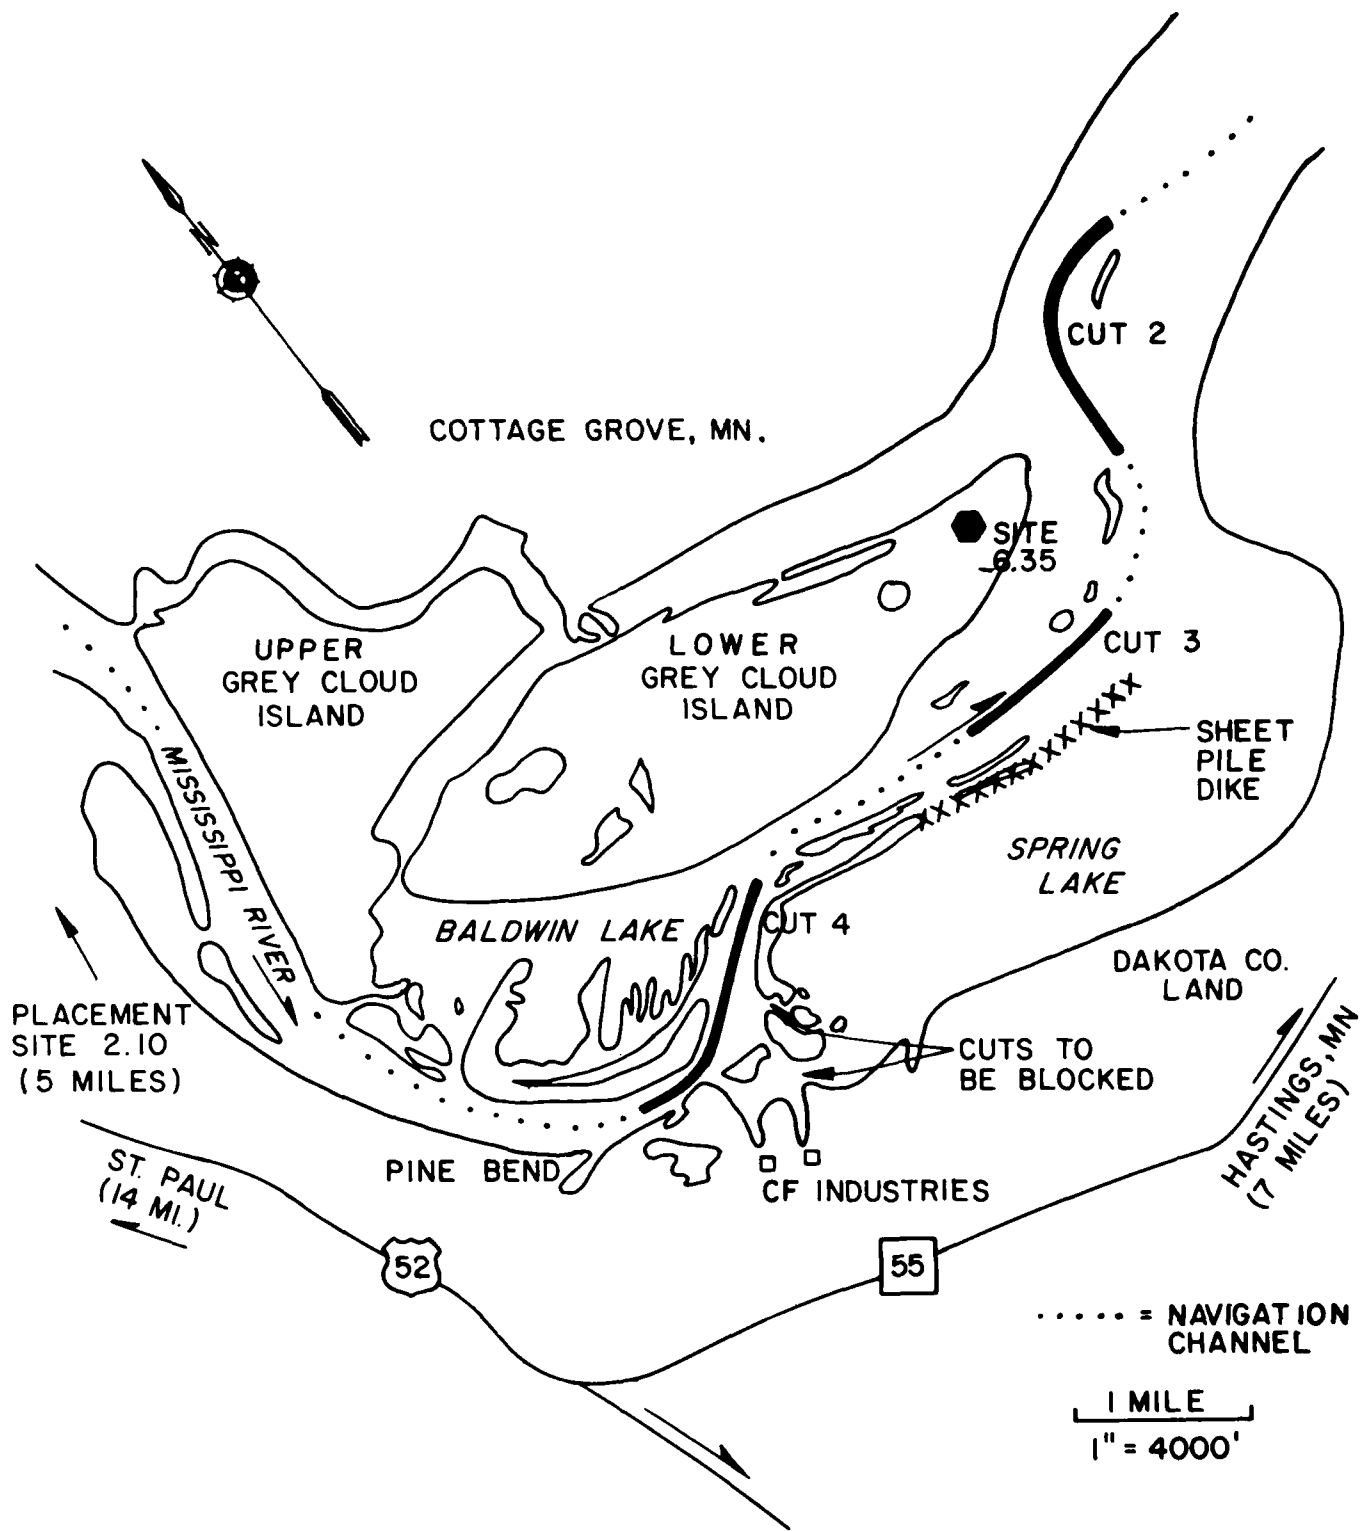 N
COTTAGE GROVE, MN.
CUT 2
SITE
6.35
UPPER
GREY CLOUD
ISLAND
LOWER
GREY CLOUD
ISLAND
CUT 3
SHEET
PILE
DIKE
MISSISSIPPI RIVER
SPRING
LAKE
BALDWIN LAKE
CUT 4
DAKOTA CO.
LAND
PLACEMENT
SITE 2.10
(5 MILES)
CUTS TO
BE BLOCKED
HASTINGS, MN
(7 MILES)
ST. PAUL
(14 MI.)
PINE BEND
CF INDUSTRIES
52
55
..... = NAVIGATION
CHANNEL
1 MILE
1" = 4000'